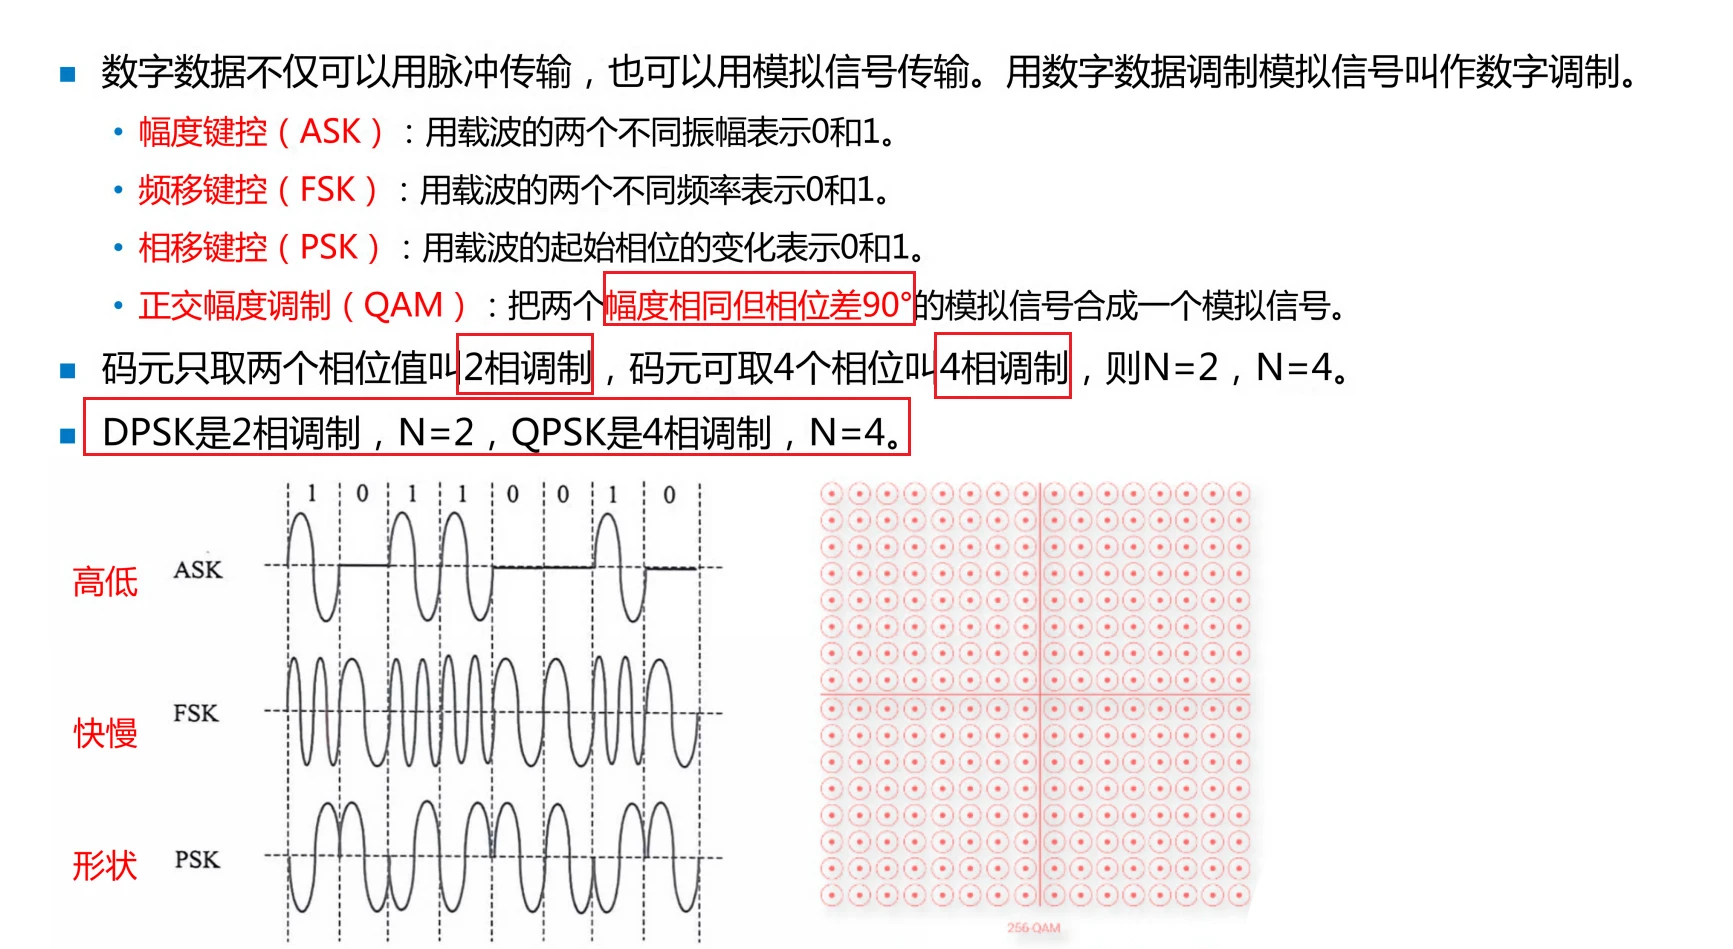 数字数据不仅可以用脉冲传输，也可以用模拟信号传输。用数字数据调制模拟信号叫作数字调制。
幅度键控（ASK）：用载波的两个不同振幅表示0和1。
频移键控（FSK）：用载波的两个不同频率表示0和1。
相移键控（PSK）：用载波的起始相位的变化表示0和1。
正交幅度调制（QAM）：把两个幅度相同但相位差90°的模拟信号合成一个模拟信号。
码元只取两个相位值叫2相调制，码元可取4个相位叫4相调制，则N=2，N=4。
DPSK是2相调制，N=2，QPSK是4相调制，N=4。
1 0 1 1 0 0 1 0
高低 ASK
快慢 FSK
形状 PSK
256-QAM